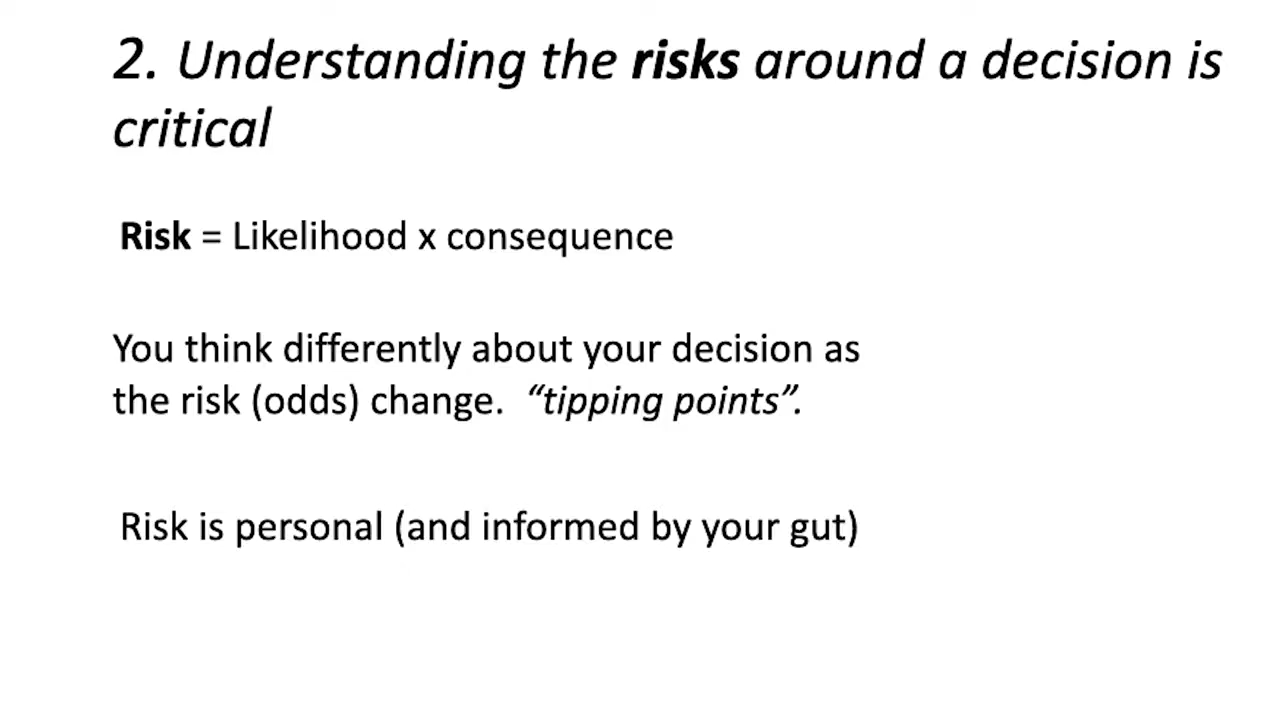 2. Understanding the risks around a decision is
critical
Risk = Likelihood x consequence
You think differently about your decision as
the risk (odds) change. “tipping points”.
Risk is personal (and informed by your gut)